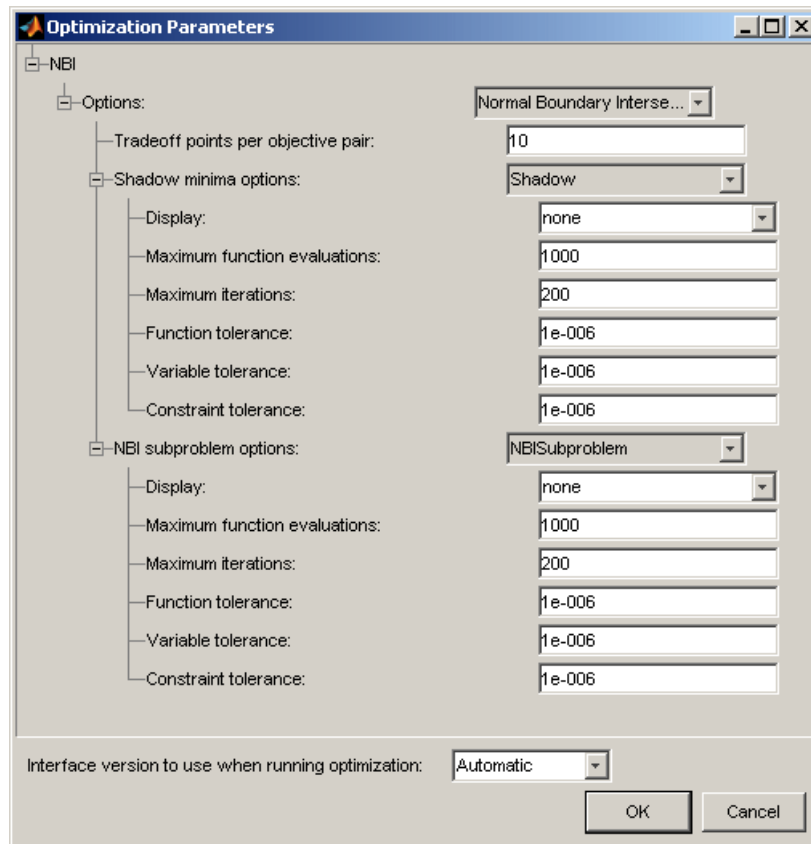 Optimization Parameters
NBI
Options: Normal Boundary Interse...
Tradeoff points per objective pair: 10
Shadow minima options: Shadow
Display: none
Maximum function evaluations: 1000
Maximum iterations: 200
Function tolerance: 1e-006
Variable tolerance: 1e-006
Constraint tolerance: 1e-006
NBI subproblem options: NBISubproblem
Display: none
Maximum function evaluations: 1000
Maximum iterations: 200
Function tolerance: 1e-006
Variable tolerance: 1e-006
Constraint tolerance: 1e-006
Interface version to use when running optimization: Automatic
OK Cancel